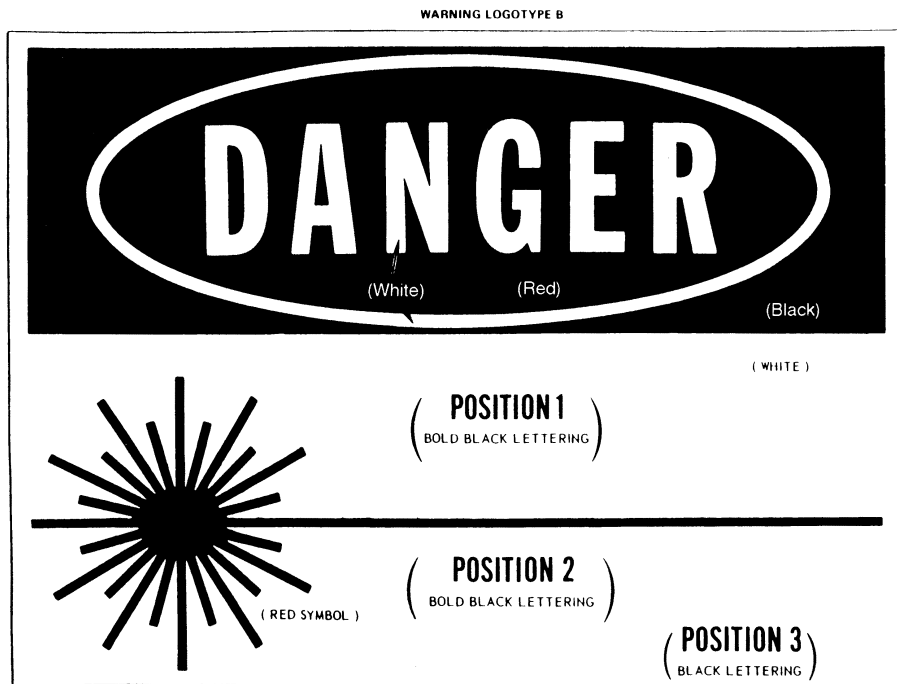 WARNING LOGOTYPE B
DANGER
(White)
(Red)
(Black)
( WHITE )
POSITION 1
BOLD BLACK LETTERING
POSITION 2
BOLD BLACK LETTERING
( RED SYMBOL )
POSITION 3
BLACK LETTERING